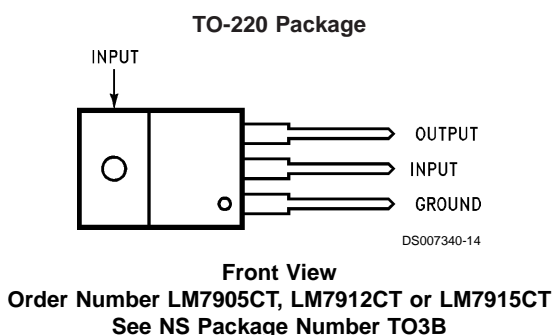 TO-220 Package
INPUT
OUTPUT
INPUT
GROUND
DS007340-14
Front View
Order Number LM7905CT, LM7912CT or LM7915CT
See NS Package Number TO3B